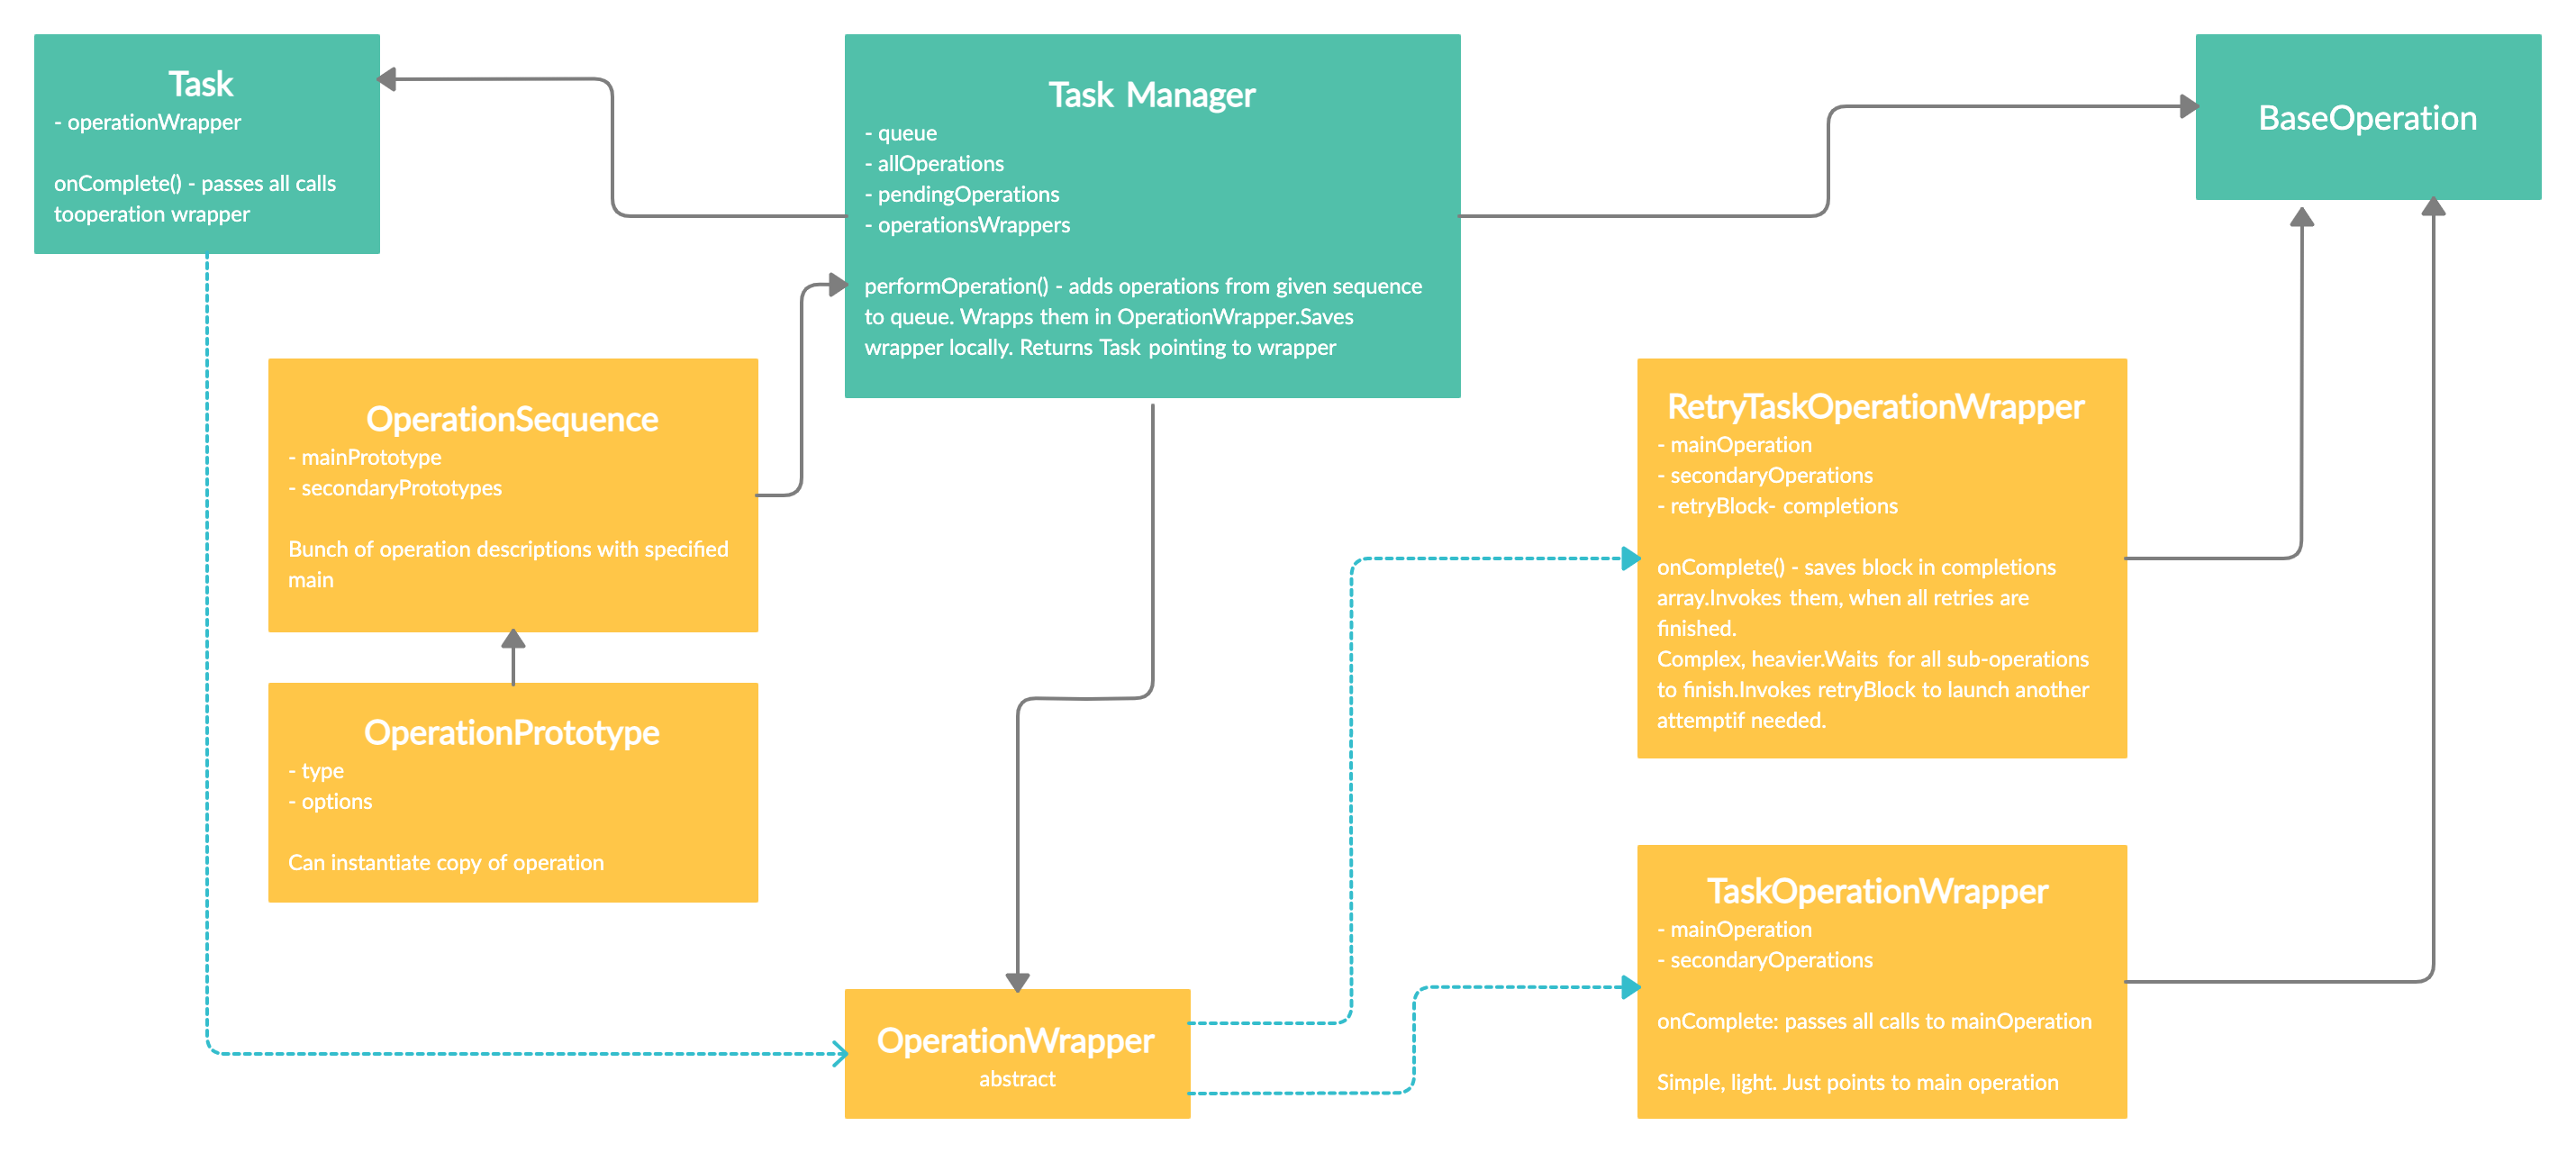 Task
- operationWrapper
onComplete() - passes all calls
tooperation wrapper
Task Manager
- queue
- allOperations
- pendingOperations
- operationsWrappers
performOperation() - adds operations from given sequence
to queue. Wrapps them in OperationWrapper.Saves
wrapper locally. Returns Task pointing to wrapper
BaseOperation
OperationSequence
- mainPrototype
- secondaryPrototypes
Bunch of operation descriptions with specified
main
RetryTaskOperationWrapper
- mainOperation
- secondaryOperations
- retryBlock- completions
onComplete() - saves block in completions
array.Invokes them, when all retries are
finished.
Complex, heavier.Waits for all sub-operations
to finish.Invokes retryBlock to launch another
attemptif needed.
OperationPrototype
- type
- options
Can instantiate copy of operation
TaskOperationWrapper
- mainOperation
- secondaryOperations
onComplete: passes all calls to mainOperation
Simple, light. Just points to main operation
OperationWrapper
abstract